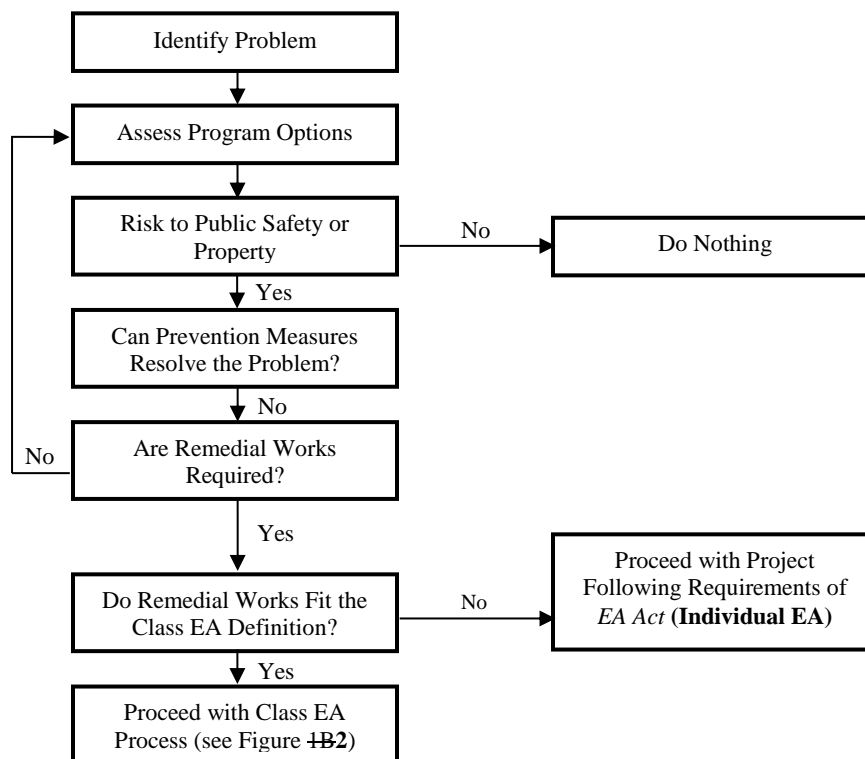 Identify Problem
Assess Program Options
Risk to Public Safety or
Property
No
Do Nothing
Yes
Can Prevention Measures
Resolve the Problem?
No
No
Are Remedial Works
Required?
Yes
Do Remedial Works Fit the
Class EA Definition?
No
Proceed with Project
Following Requirements of
EA Act (Individual EA)
Yes
Proceed with Class EA
Process (see Figure 1B2)